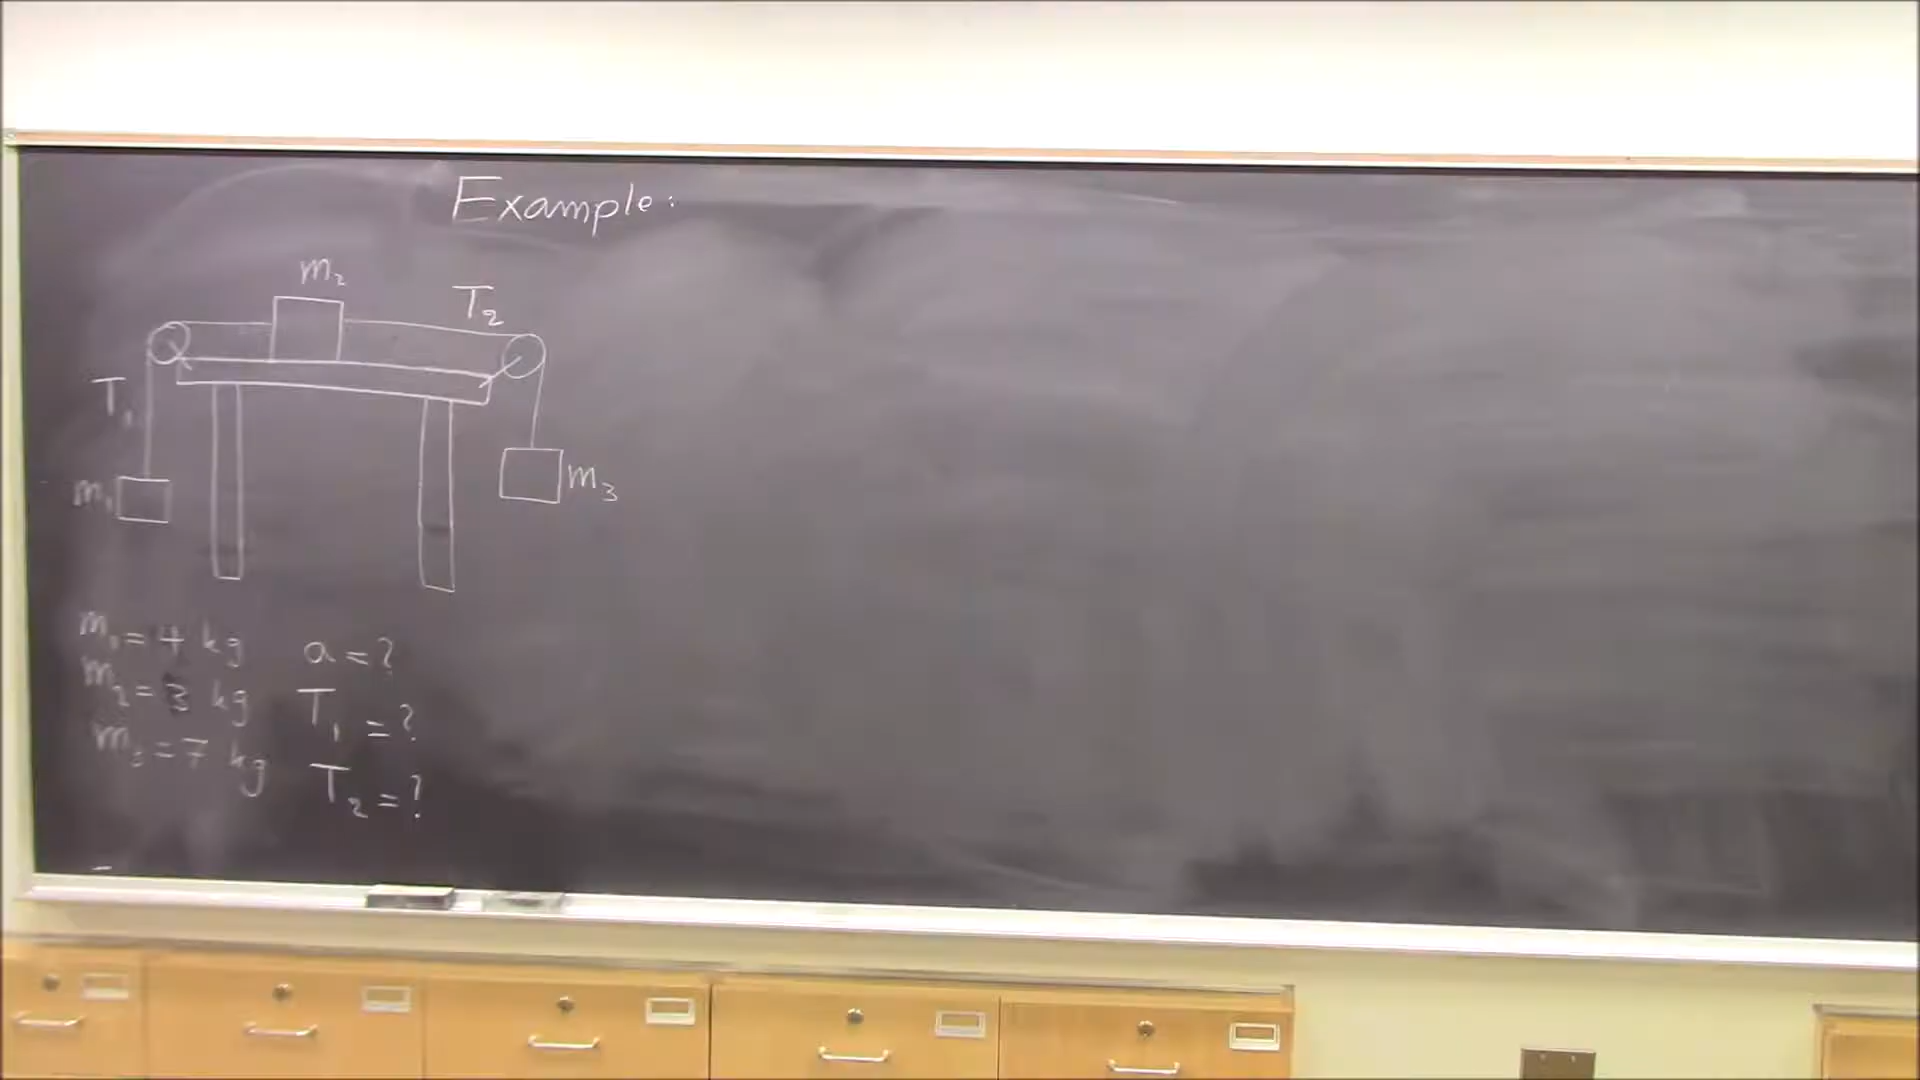 Example:
m₂
T₂
T₁
m₁
m₃
m₁ = 4 kg
m₂ = 3 kg
m₃ = 7 kg
a = ?
T₁ = ?
T₂ = ?